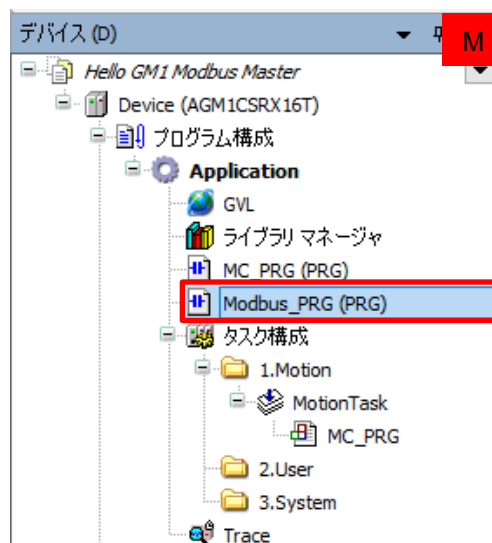 デバイス (D)
M
Hello GM1 Modbus Master
Device (AGM1CSRX16T)
プログラム構成
Application
GVL
ライブラリ マネージャ
MC_PRG (PRG)
Modbus_PRG (PRG)
タスク構成
1.Motion
MotionTask
MC_PRG
2.User
3.System
Trace